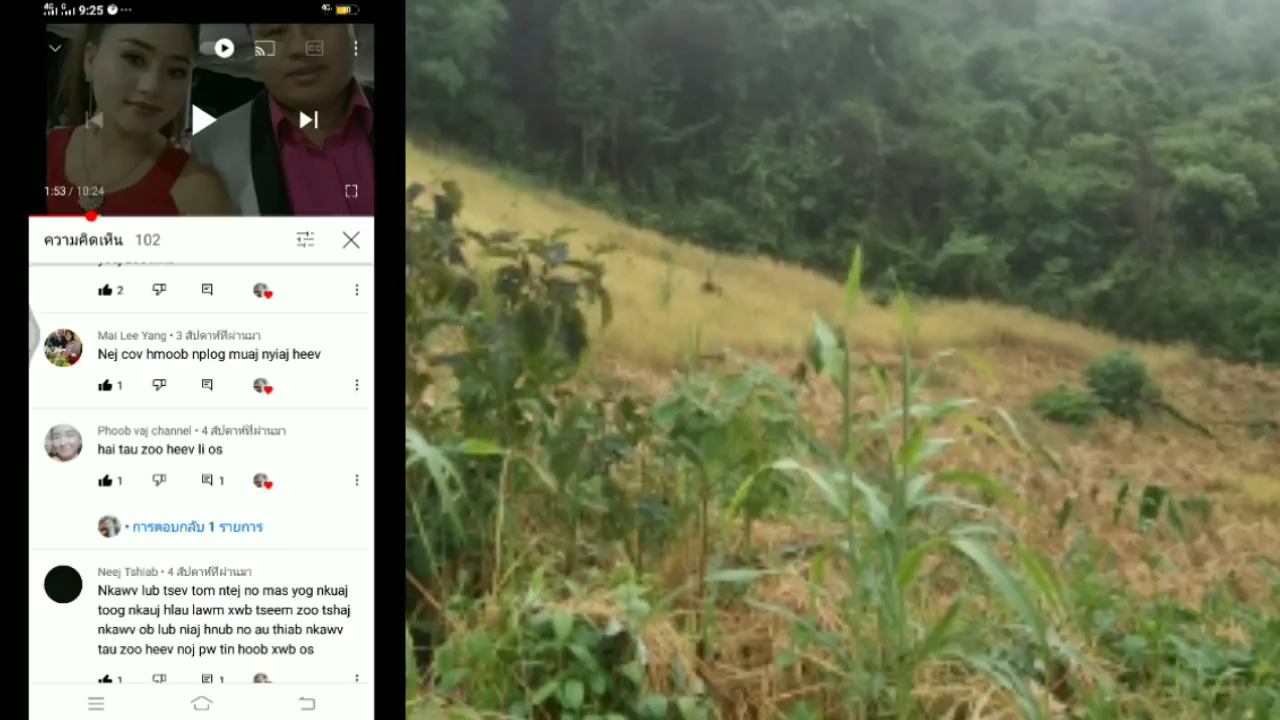 4G 9:25
4G
1:53 / 10:24
ความคิดเห็น 102
2
Mai Lee Yang • 3 สัปดาห์ที่ผ่านมา
Nej cov hmoob nplog muaj nyiaj heev
1
Phoob vaj channel • 4 สัปดาห์ที่ผ่านมา
hai tau zoo heev li os
1 1
• การตอบกลับ 1 รายการ
Neej Tshiab • 4 สัปดาห์ที่ผ่านมา
Nkawv lub tsev tom ntej no mas yog nkuaj
toog nkauj hlau lawm xwb tseem zoo tshaj
nkawv ob lub niaj hnub no au thiab nkawv
tau zoo heev noj pw tin hoob xwb os
1 1